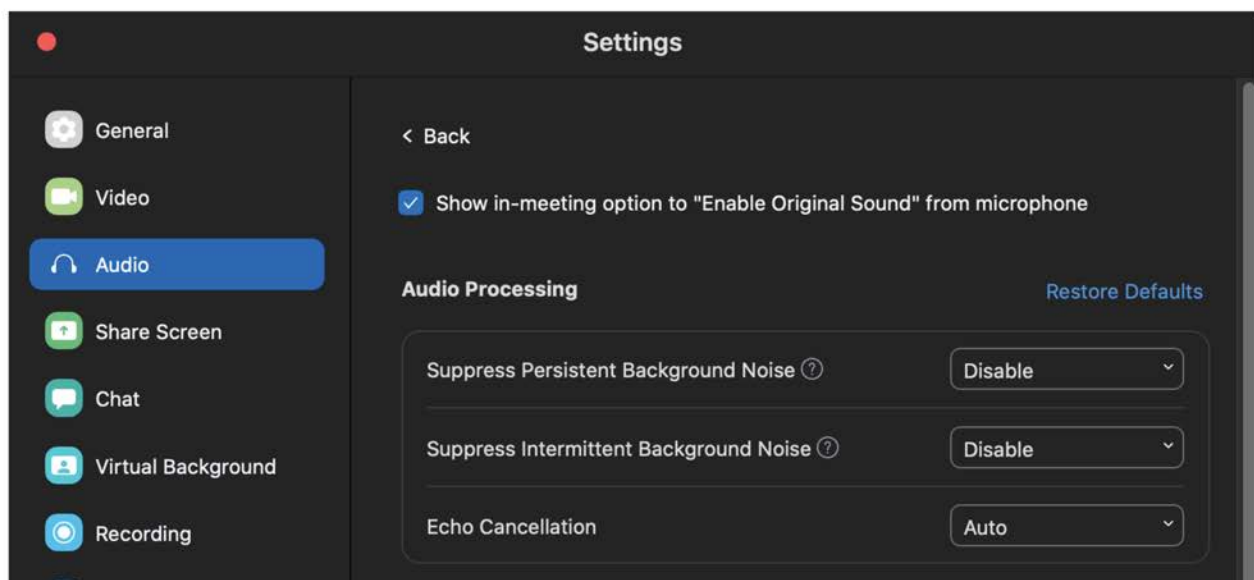 Settings
General
Video
Audio
Share Screen
Chat
Virtual Background
Recording
< Back
Show in-meeting option to "Enable Original Sound" from microphone
Audio Processing
Restore Defaults
Suppress Persistent Background Noise ?
Disable
Suppress Intermittent Background Noise ?
Disable
Echo Cancellation
Auto